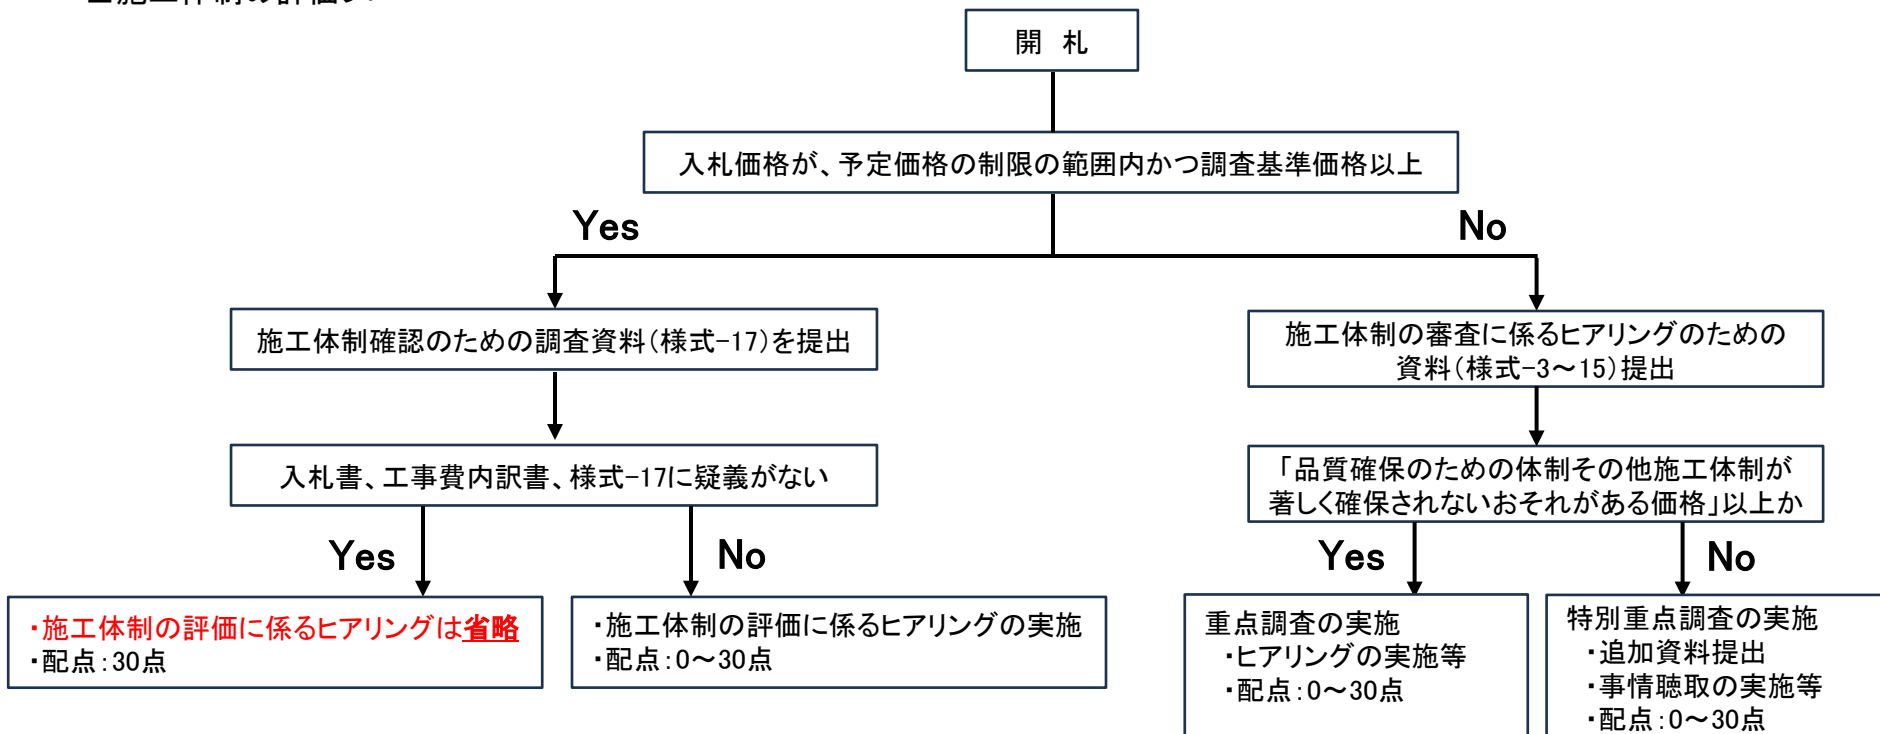 開 札
入札価格が、予定価格の制限の範囲内かつ調査基準価格以上
Yes
No
施工体制確認のための調査資料(様式-17)を提出
施工体制の審査に係るヒアリングのための
資料(様式-3～15)提出
入札書、工事費内訳書、様式-17に疑義がない
「品質確保のための体制その他施工体制が
著しく確保されないおそれがある価格」以上か
Yes
No
Yes
No
・施工体制の評価に係るヒアリングは省略
・配点:30点
・施工体制の評価に係るヒアリングの実施
・配点:0～30点
重点調査の実施
・ヒアリングの実施等
・配点:0～30点
特別重点調査の実施
・追加資料提出
・事情聴取の実施等
・配点:0～30点